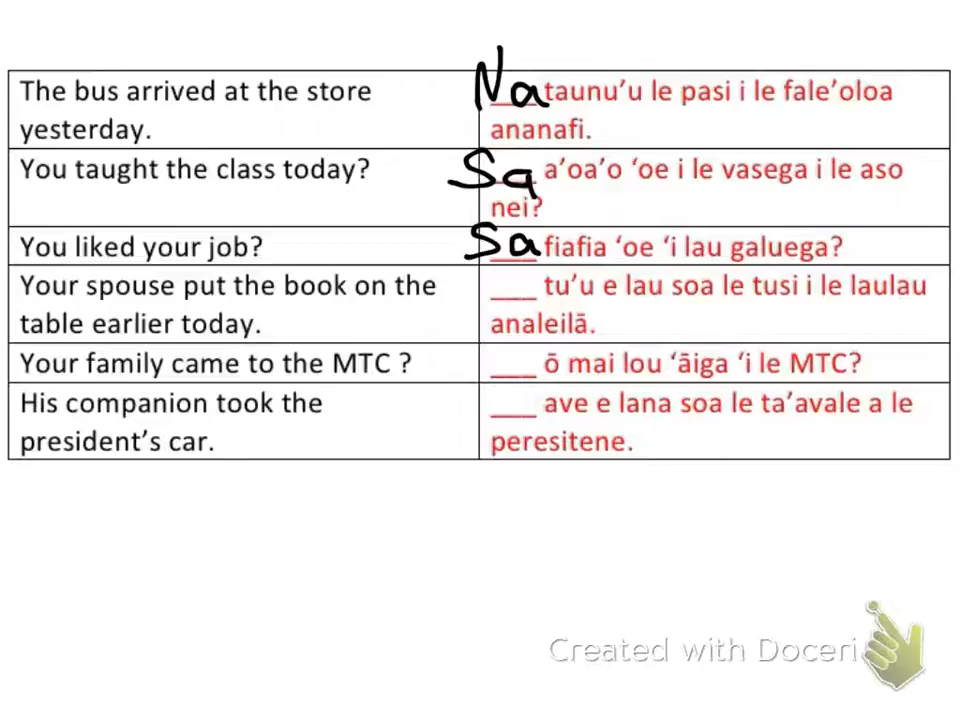 The bus arrived at the store
yesterday.
Na taunu’u le pasi i le fale’oloa
ananafi.
You taught the class today?
Sa a’oa’o ‘oe i le vasega i le aso
nei?
You liked your job?
Sa fiafia ‘oe ‘i lau galuega?
Your spouse put the book on the
table earlier today.
___ tu’u e lau soa le tusi i le laulau
analeilā.
Your family came to the MTC ?
___ ō mai lou ‘āiga ‘i le MTC?
His companion took the
president’s car.
___ ave e lana soa le ta’avale a le
peresitene.
Created with Doceri